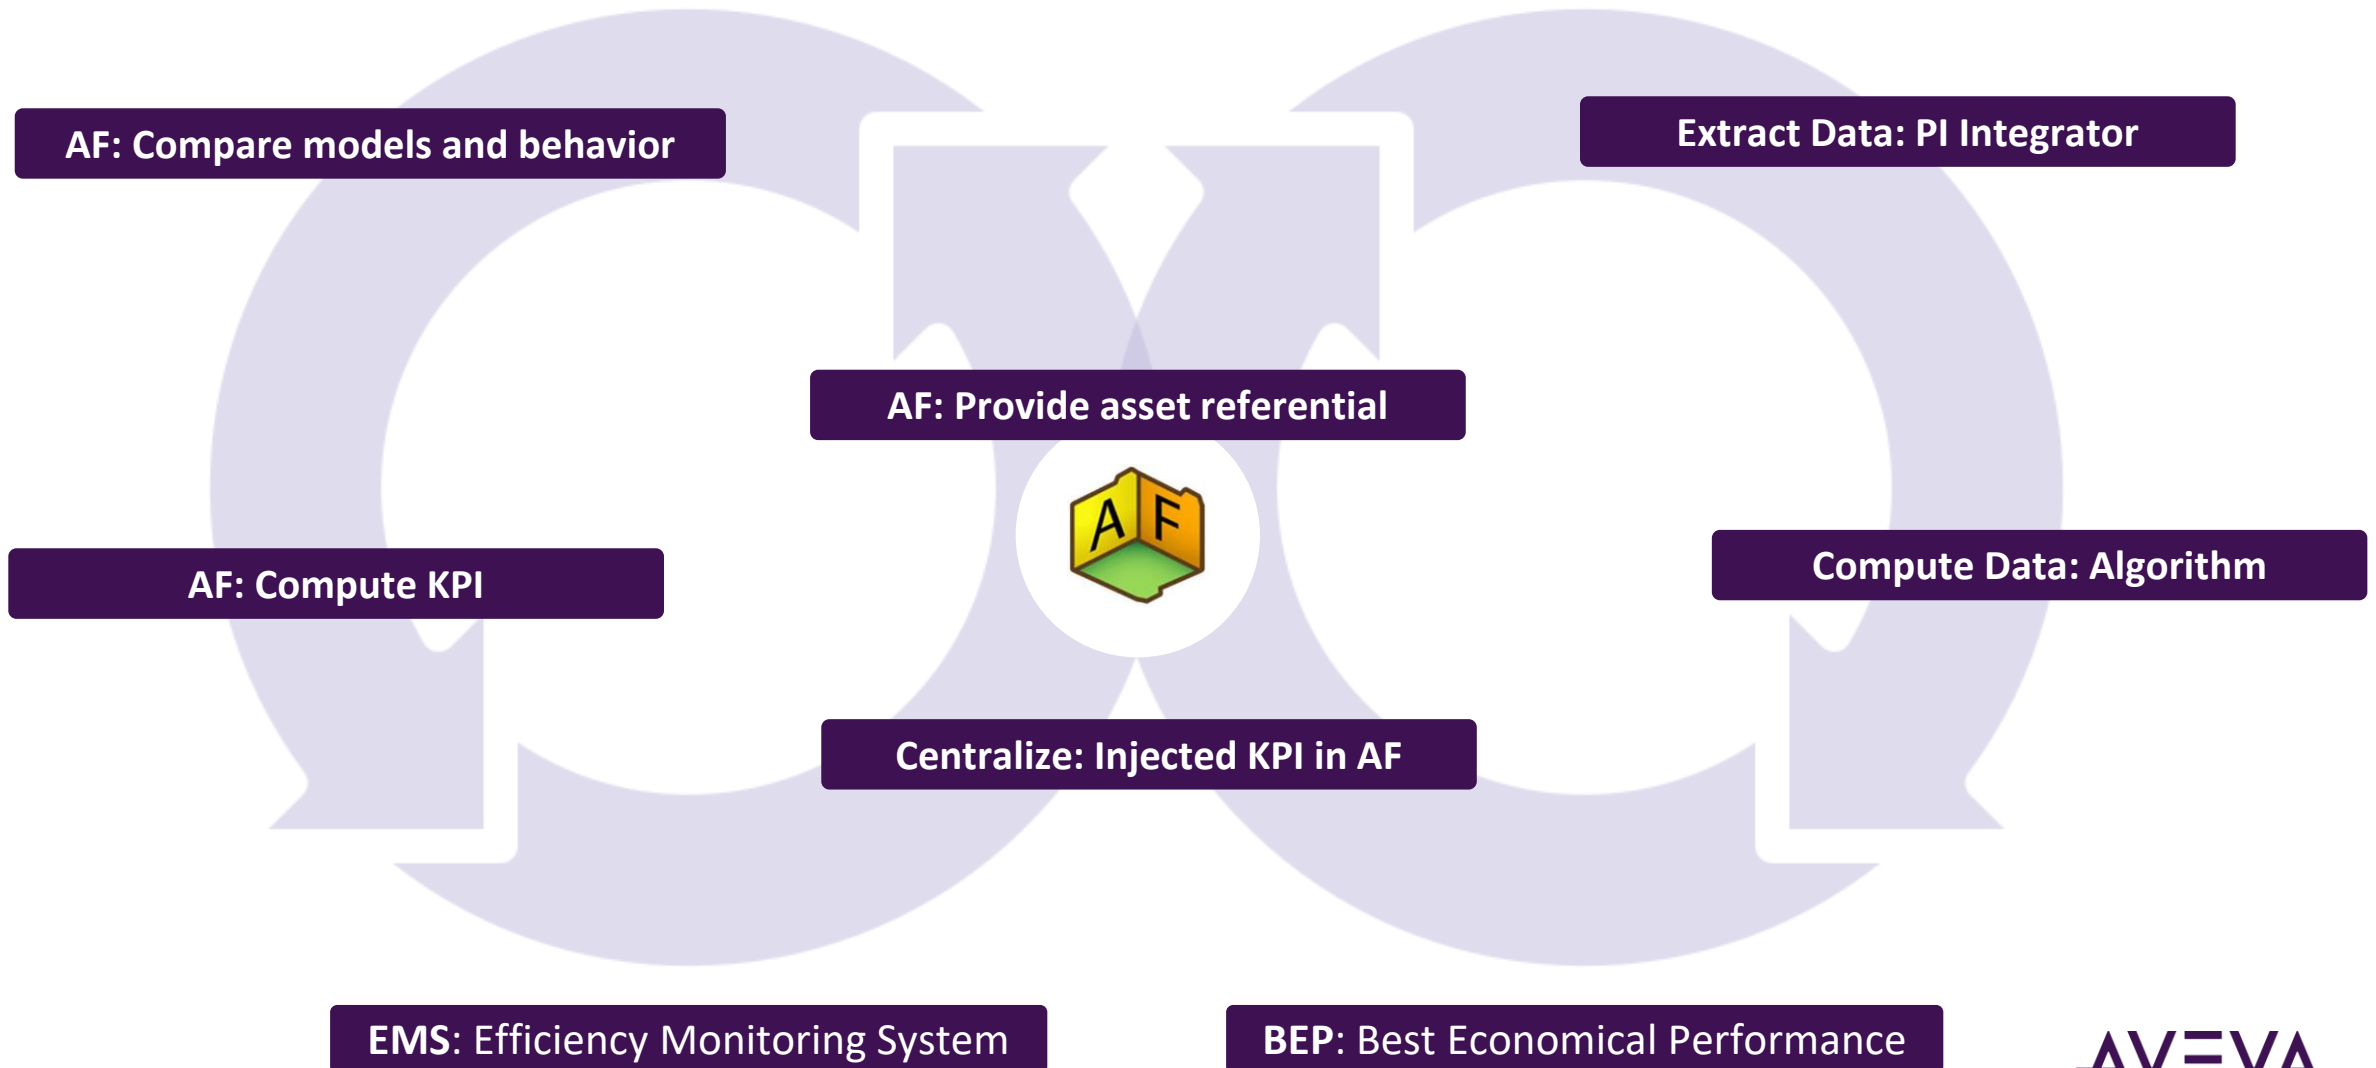 AF: Compare models and behavior
Extract Data: PI Integrator
AF: Provide asset referential
AF
AF: Compute KPI
Compute Data: Algorithm
Centralize: Injected KPI in AF
EMS: Efficiency Monitoring System
BEP: Best Economical Performance
AVEVA